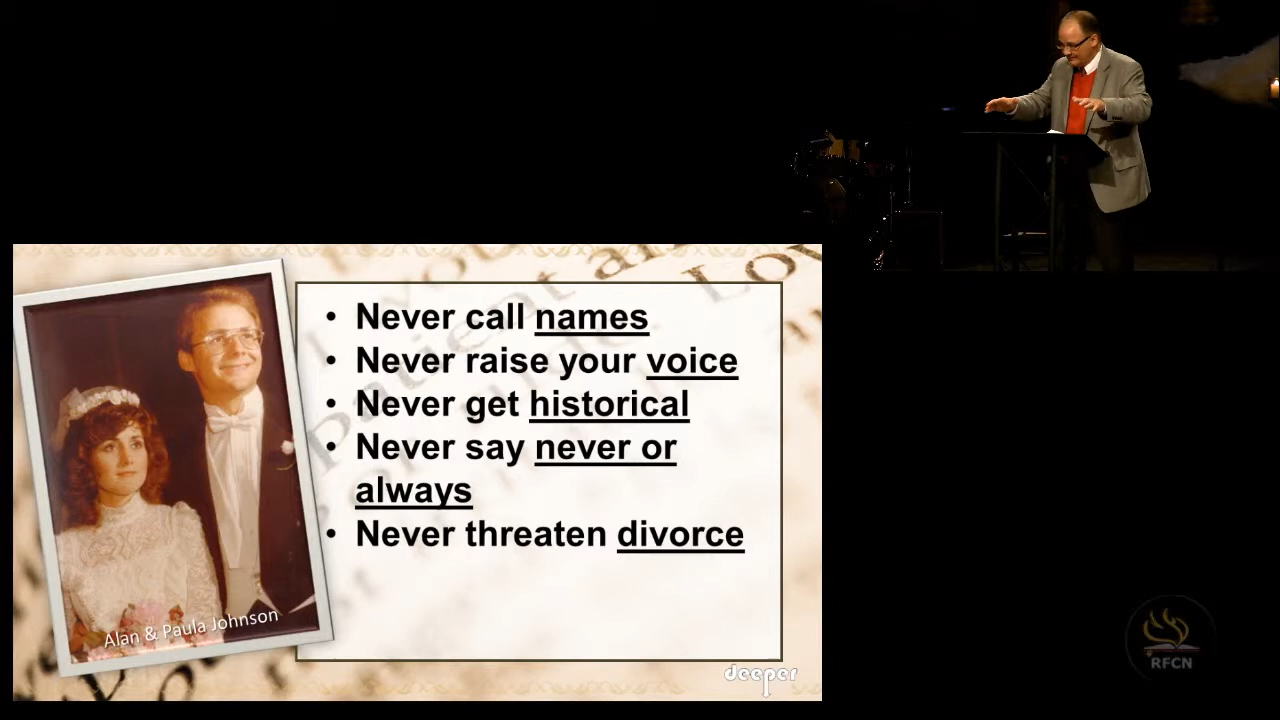 • Never call names
• Never raise your voice
• Never get historical
• Never say never or
always
• Never threaten divorce
Alan & Paula Johnson
deeper
RFCN